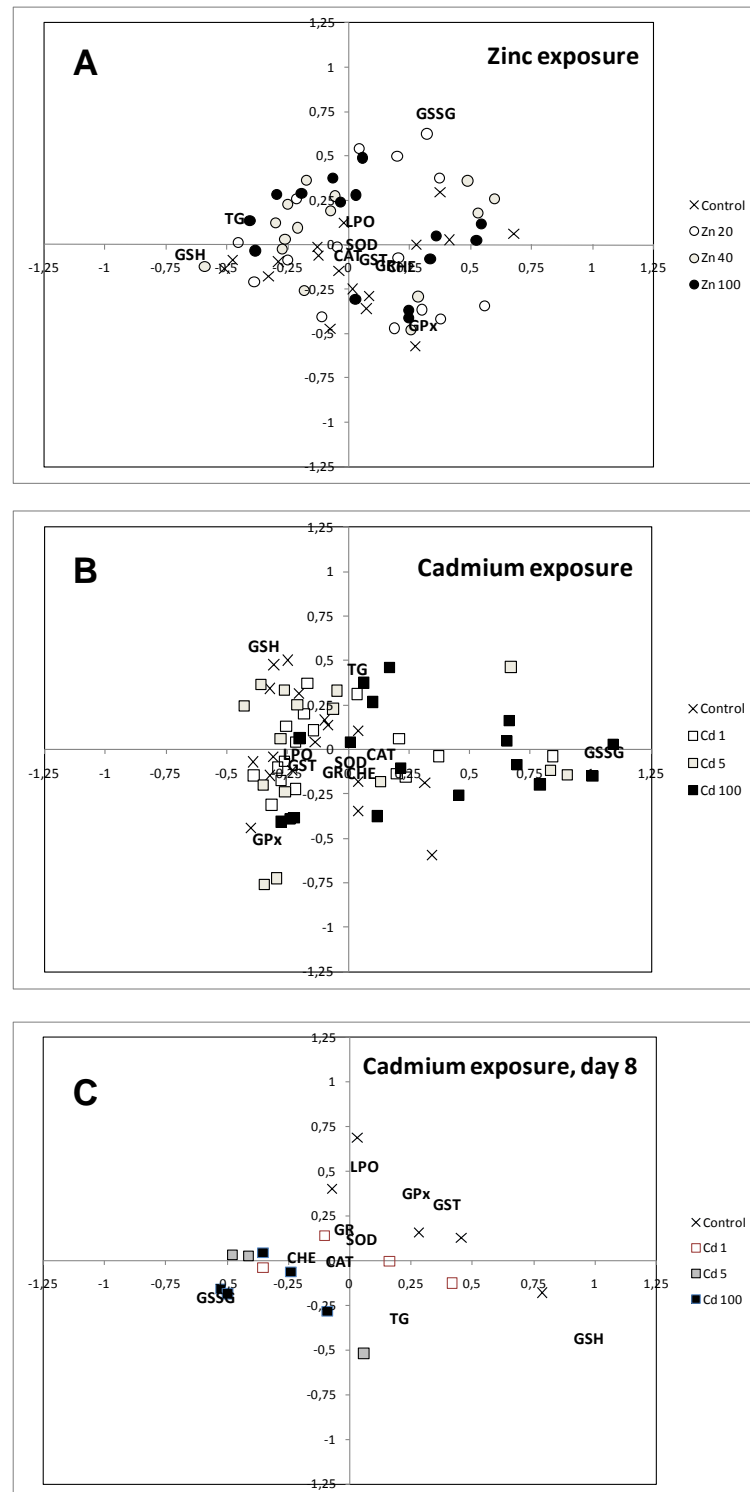 A
Zinc exposure
1,25
1
0,75
GSSG
0,5
0,25
TG
LPO
0
SOD
GSH
CAT
GST
GR
CHE
-1,25 -1 -0,75 -0,5 -0,25 0 0,25 0,5 0,75 1 1,25
-0,25
GPx
-0,5
-0,75
-1
-1,25
Control
Zn 20
Zn 40
Zn 100
B
Cadmium exposure
1,25
1
0,75
GSH
0,5
TG
0,25
0
LPO
CAT
GSSG
GST
SOD
GR
CHE
-1,25 -1 -0,75 -0,5 -0,25 0 0,25 0,5 0,75 1 1,25
-0,25
GPx
-0,5
-0,75
-1
-1,25
Control
Cd 1
Cd 5
Cd 100
C
Cadmium exposure, day 8
1,25
1
0,75
LPO
0,5
GPx
GST
0,25
GR
SOD
0
CHE
CAT
-1,25 -1 -0,75 -0,5 -0,25 0 0,25 0,5 0,75 1 1,25
GSSG
-0,25
TG
GSH
-0,5
-0,75
-1
-1,25
Control
Cd 1
Cd 5
Cd 100